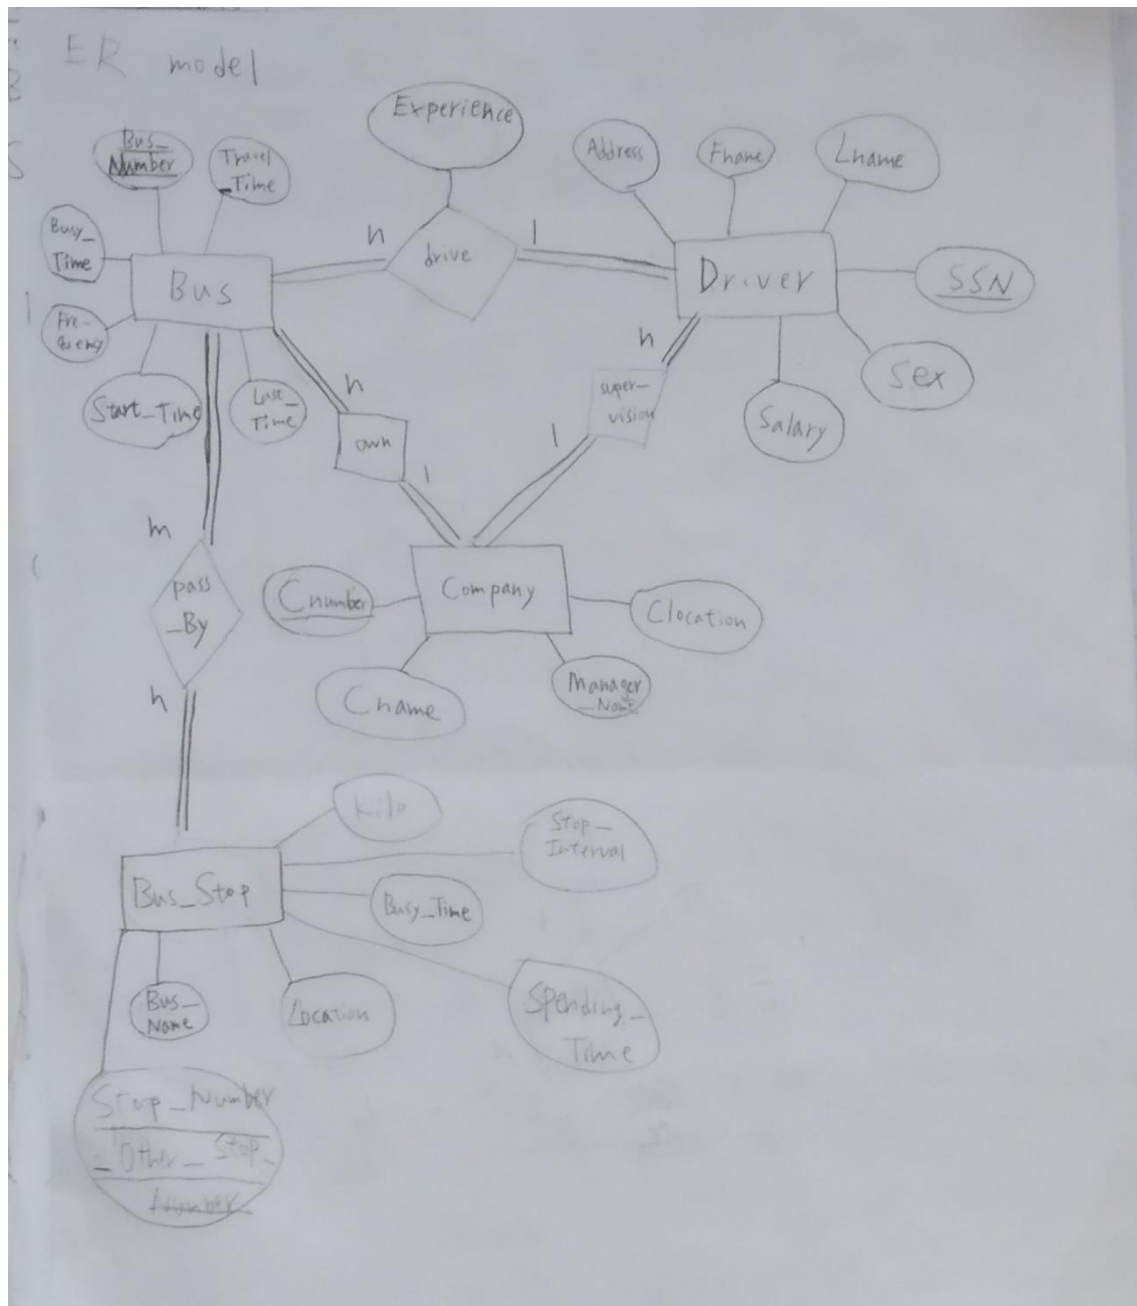 ER model
Experience
Bus_
Number
Travel
_Time
Address
Fname
Lname
Busy_
Time
n
drive
1
Bus
Driver
SSN
Fre-
quency
n
super-
vision
Sex
Start_Time
Last_
Time
n
own
1
1
Salary
m
pass
_By
n
Cnumber
Company
Clocation
Cname
Manager
_Name
Kilo
Stop_
Interval
Bus_Stop
Busy_Time
Bus_
Name
Location
Spending_
Time
Stop_Number
_Other_Stop_
Number